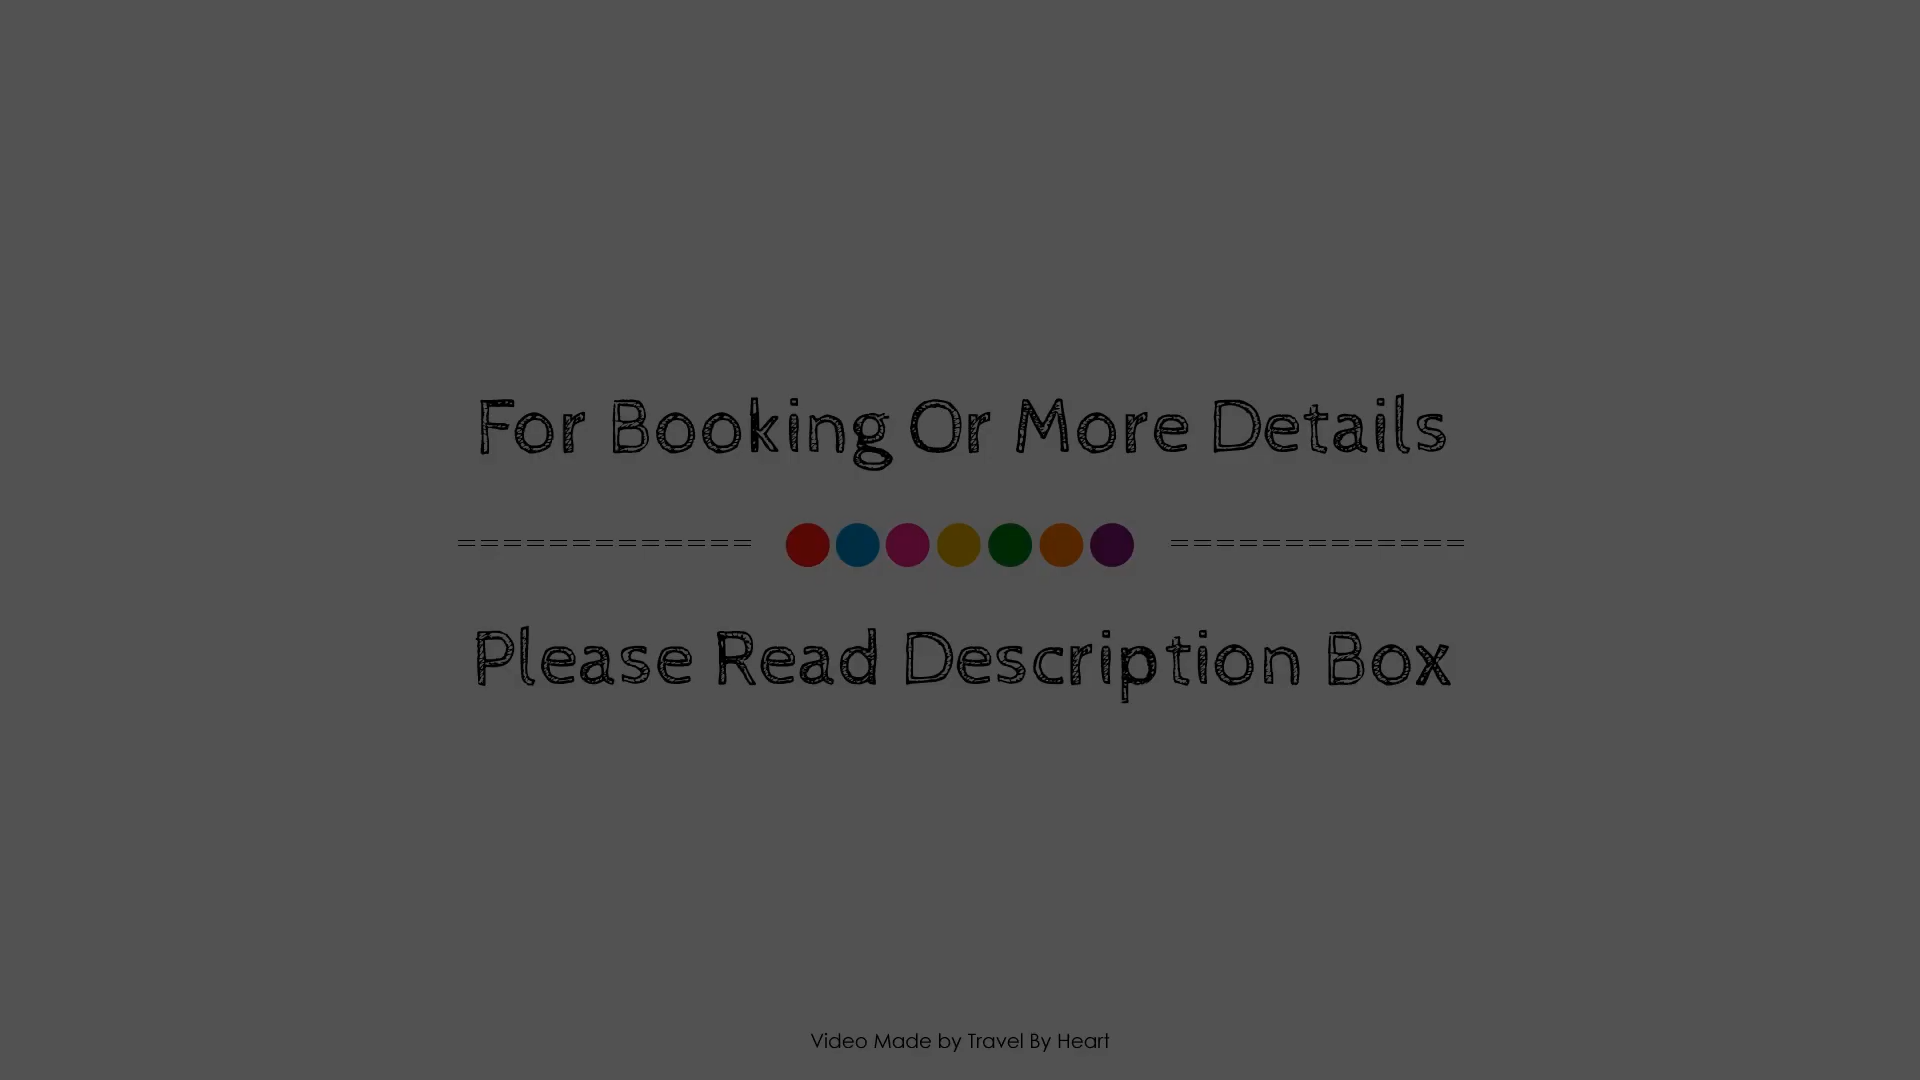 For Booking Or More Details
============= =============
Please Read Description Box
Video Made by Travel By Heart